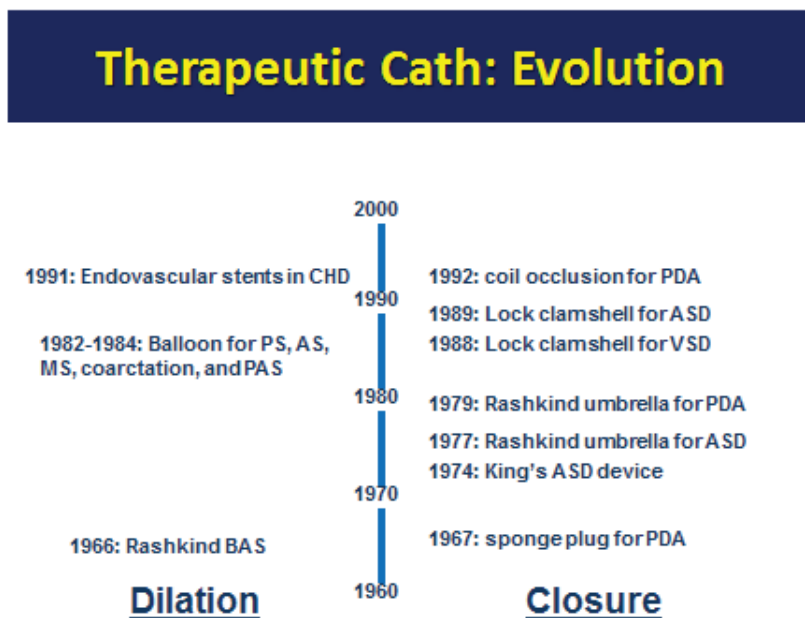 Therapeutic Cath: Evolution
2000
1991: Endovascular stents in CHD
1992: coil occlusion for PDA
1990
1989: Lock clamshell for ASD
1982-1984: Balloon for PS, AS,
MS, coarctation, and PAS
1988: Lock clamshell for VSD
1980
1979: Rashkind umbrella for PDA
1977: Rashkind umbrella for ASD
1974: King's ASD device
1970
1966: Rashkind BAS
1967: sponge plug for PDA
1960
Dilation
Closure